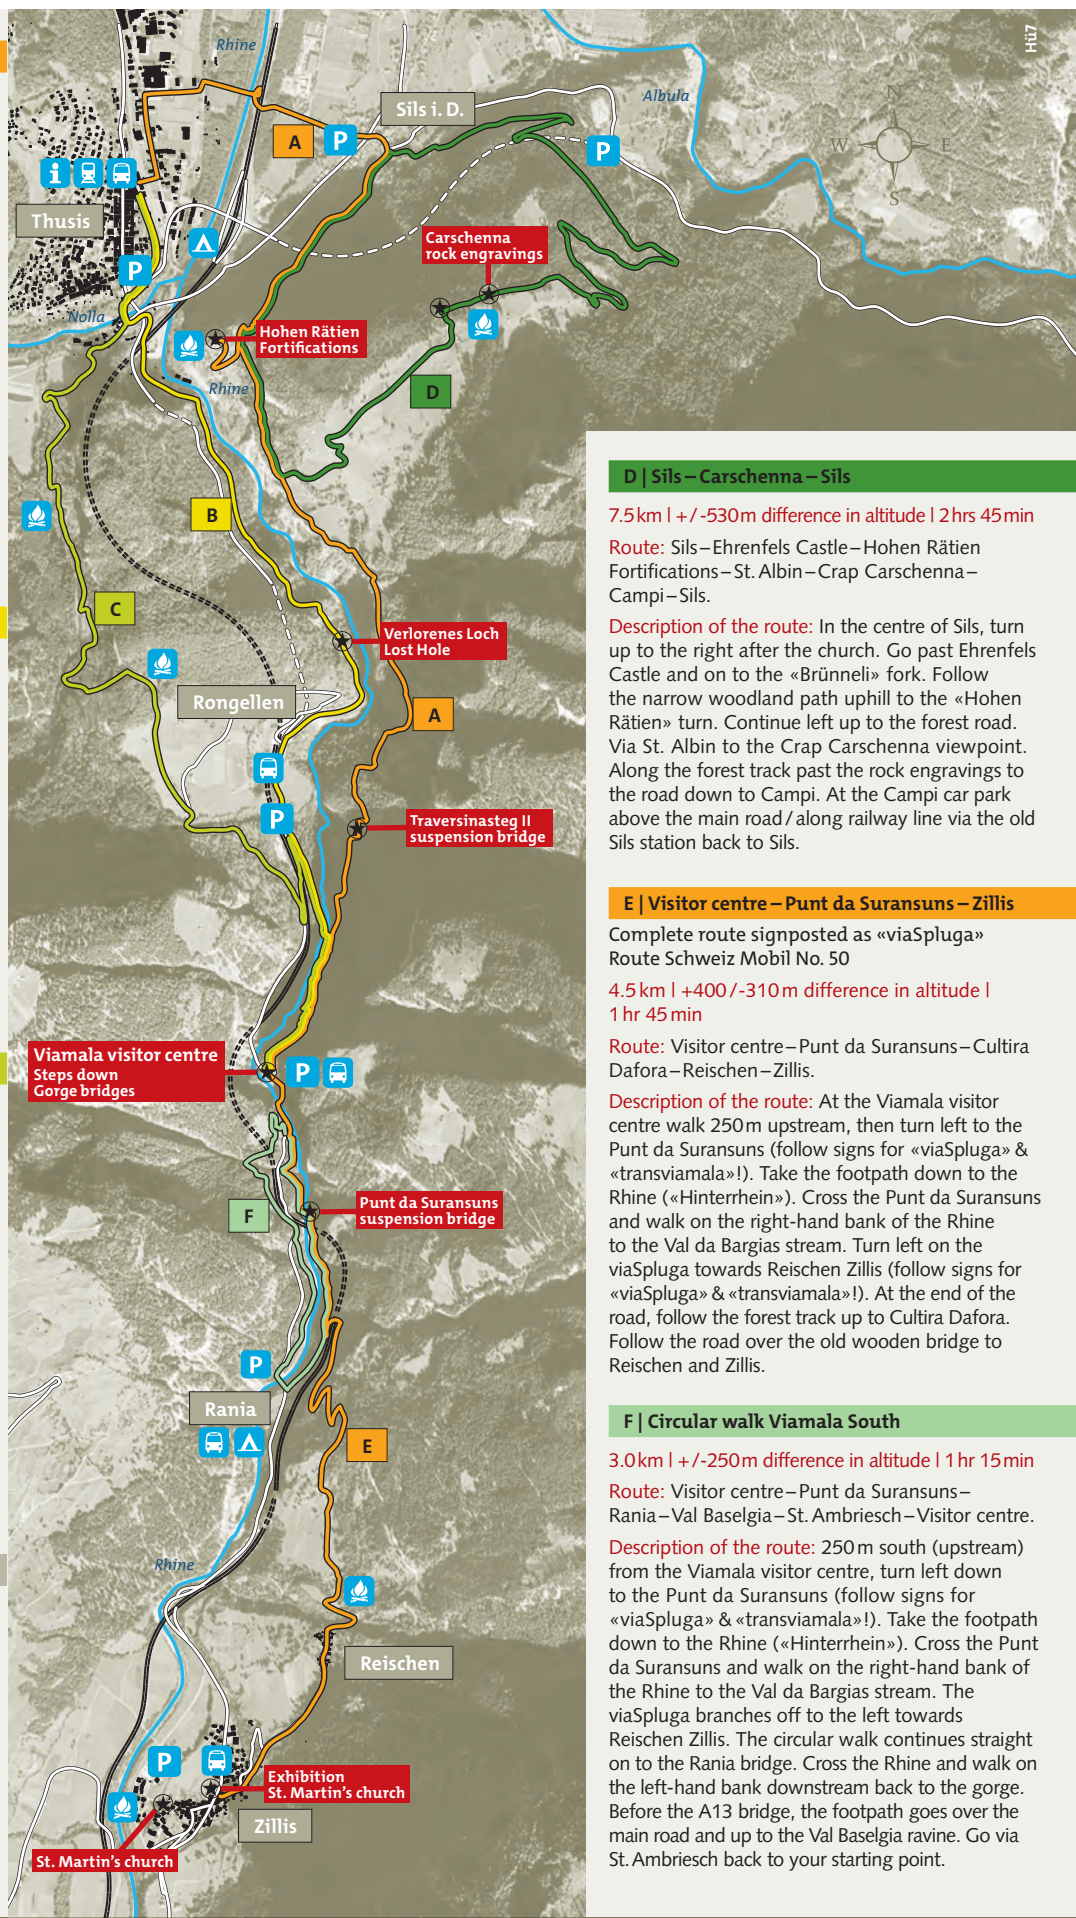 Hü7
Rhine
Albula
N
W
E
S
Sils i. D.
A
P
P
i
Thusis
P
Carschenna
rock engravings
Nolla
Hohen Rätien
Fortifications
Rhine
D
B
C
Verlorenes Loch
Lost Hole
Rongellen
A
P
Traversinasteg II
suspension bridge
Viamala visitor centre
Steps down
Gorge bridges
P
Punt da Suransuns
suspension bridge
F
P
Rania
E
Rhine
Reischen
P
Exhibition
St. Martin's church
Zillis
St. Martin's church
D | Sils – Carschenna – Sils
7.5 km | +/-530 m difference in altitude | 2 hrs 45 min
Route: Sils – Ehrenfels Castle – Hohen Rätien
Fortifications – St. Albin – Crap Carschenna –
Campi – Sils.
Description of the route: In the centre of Sils, turn
up to the right after the church. Go past Ehrenfels
Castle and on to the «Brünneli» fork. Follow
the narrow woodland path uphill to the «Hohen
Rätien» turn. Continue left up to the forest road.
Via St. Albin to the Crap Carschenna viewpoint.
Along the forest track past the rock engravings to
the road down to Campi. At the Campi car park
above the main road / along railway line via the old
Sils station back to Sils.
E | Visitor centre – Punt da Suransuns – Zillis
Complete route signposted as «viaSpluga»
Route Schweiz Mobil No. 50
4.5 km | +400 / -310 m difference in altitude |
1 hr 45 min
Route: Visitor centre – Punt da Suransuns – Cultira
Dafora – Reischen – Zillis.
Description of the route: At the Viamala visitor
centre walk 250 m upstream, then turn left to the
Punt da Suransuns (follow signs for «viaSpluga» &
«transviamala»!). Take the footpath down to the
Rhine («Hinterrhein»). Cross the Punt da Suransuns
and walk on the right-hand bank of the Rhine
to the Val da Bargias stream. Turn left on the
viaSpluga towards Reischen Zillis (follow signs for
«viaSpluga» & «transviamala»!). At the end of the
road, follow the forest track up to Cultira Dafora.
Follow the road over the old wooden bridge to
Reischen and Zillis.
F | Circular walk Viamala South
3.0 km | +/-250 m difference in altitude | 1 hr 15 min
Route: Visitor centre – Punt da Suransuns –
Rania – Val Baselgia – St. Ambriesch – Visitor centre.
Description of the route: 250 m south (upstream)
from the Viamala visitor centre, turn left down
to the Punt da Suransuns (follow signs for
«viaSpluga» & «transviamala»!). Take the footpath
down to the Rhine («Hinterrhein»). Cross the Punt
da Suransuns and walk on the right-hand bank of
the Rhine to the Val da Bargias stream. The
viaSpluga branches off to the left towards
Reischen Zillis. The circular walk continues straight
on to the Rania bridge. Cross the Rhine and walk on
the left-hand bank downstream back to the gorge.
Before the A13 bridge, the footpath goes over the
main road and up to the Val Baselgia ravine. Go via
St. Ambriesch back to your starting point.